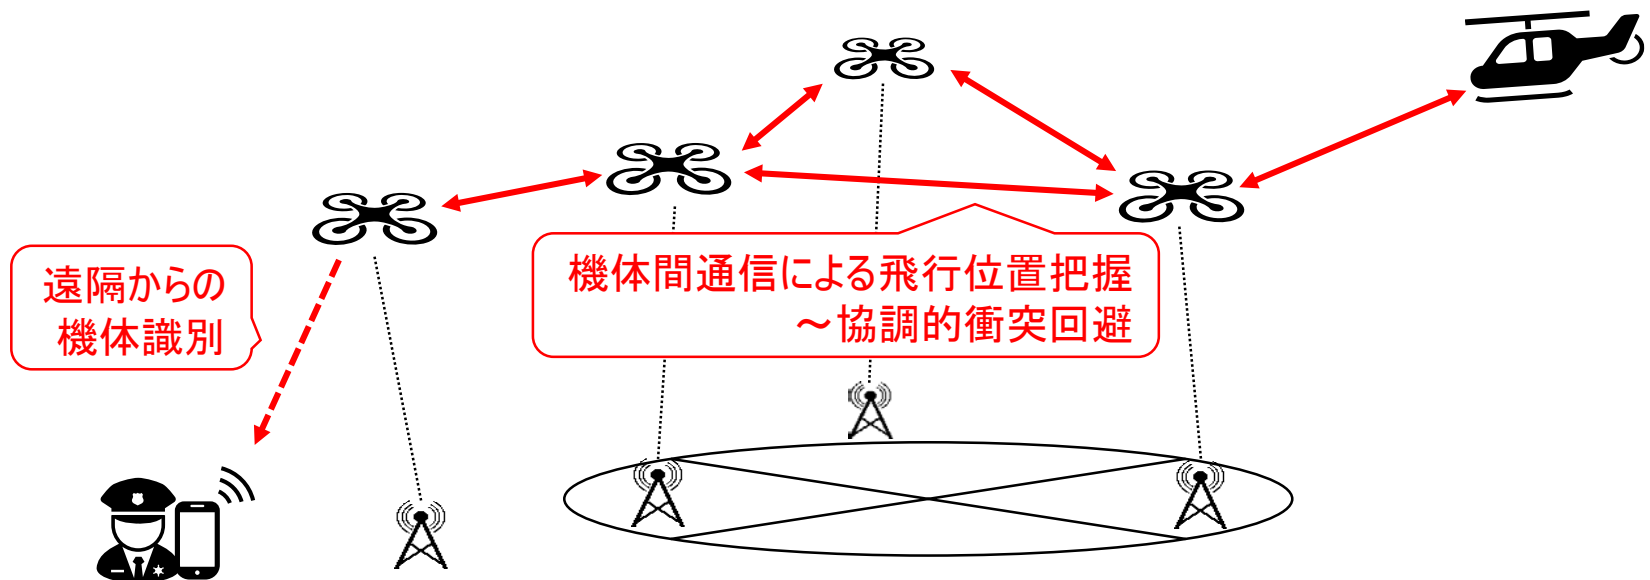 遠隔からの
機体識別
機体間通信による飛行位置把握
～協調的衝突回避